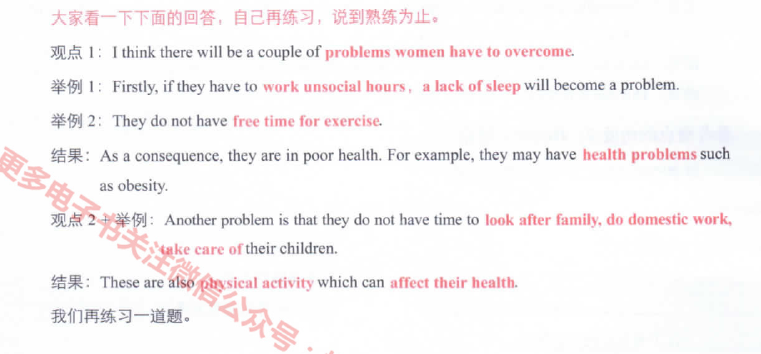 大家看一下下面的回答，自己再练习，说到熟练为止。
观点 1：I think there will be a couple of problems women have to overcome.
举例 1：Firstly, if they have to work unsocial hours，a lack of sleep will become a problem.
举例 2：They do not have free time for exercise.
结果：As a consequence, they are in poor health. For example, they may have health problems such
as obesity.
观点 2 + 举例：Another problem is that they do not have time to look after family, do domestic work,
take care of their children.
结果：These are also physical activity which can affect their health.
我们再练习一道题。
更多电子书关注微信公众号：